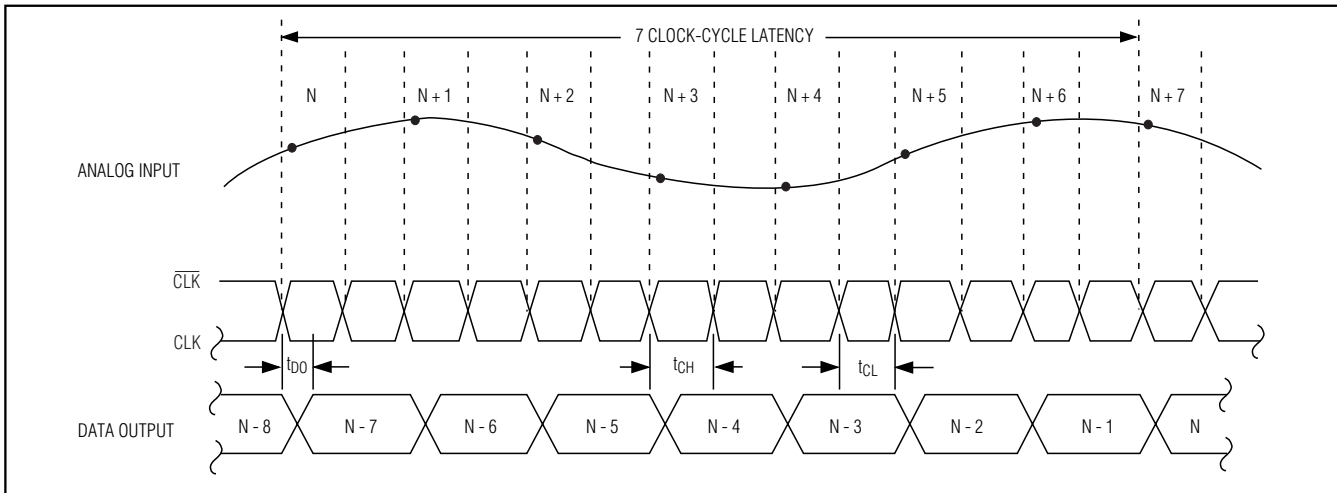 7 CLOCK-CYCLE LATENCY
N N + 1 N + 2 N + 3 N + 4 N + 5 N + 6 N + 7
ANALOG INPUT
C̅L̅K̅
CLK
tDO tCH tCL
DATA OUTPUT N - 8 N - 7 N - 6 N - 5 N - 4 N - 3 N - 2 N - 1 N